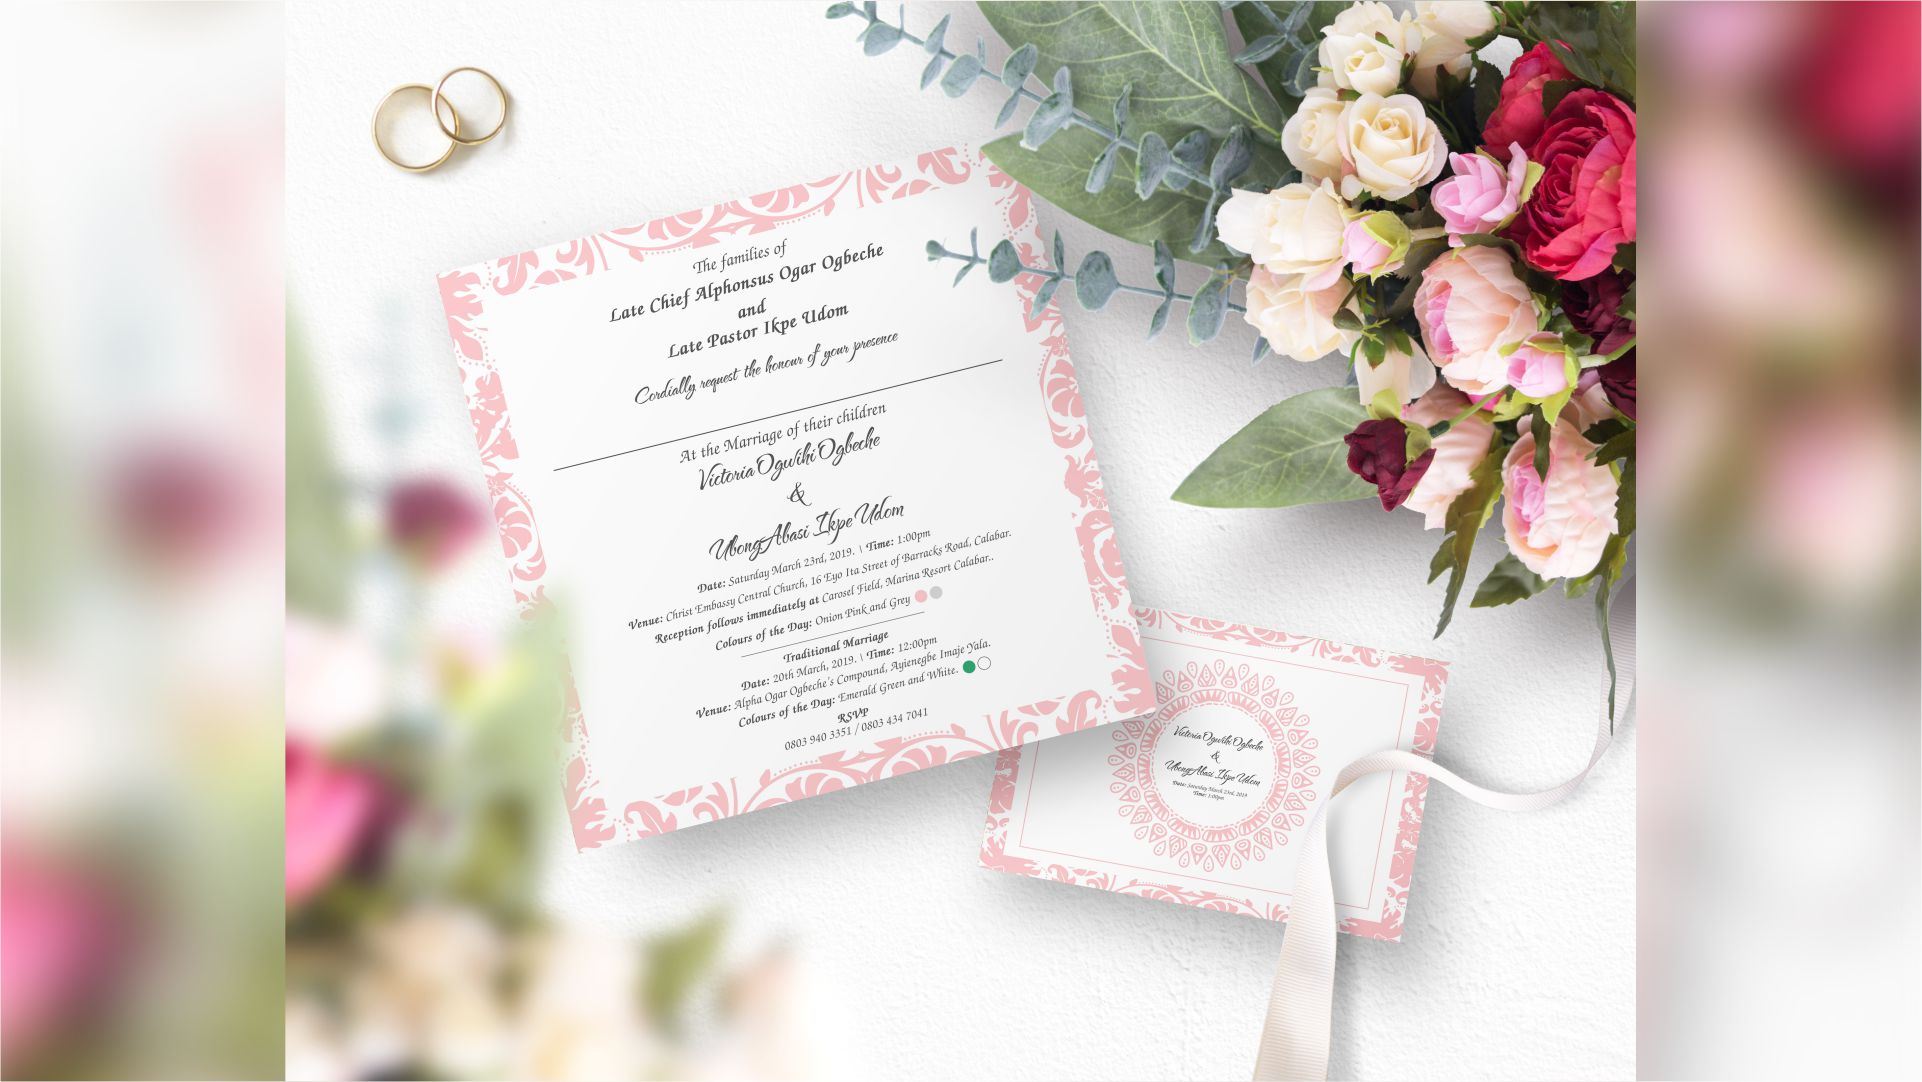 The families of
Late Chief Alphonsus Ogar Ogbeche
and
Late Pastor Ikpe Udom
Cordially request the honour of your presence
At the Marriage of their children
Victoria Ogwihi Ogbeche
&
UbongAbasi Ikpe Udom
Date: Saturday March 23rd, 2019. \ Time: 1:00pm
Venue: Christ Embassy Central Church, 16 Eyo Ita Street of Barracks Road, Calabar.
Reception follows immediately at Carosel Field, Marina Resort Calabar..
Colours of the Day: Onion Pink and Grey
Traditional Marriage
Date: 20th March, 2019. \ Time: 12:00pm
Venue: Alpha Ogar Ogbeche's Compound, Ayienegbe Imaje Yala.
Colours of the Day: Emerald Green and White.
RSVP
0803 940 3351 / 0803 434 7041
Victoria Ogwihi Ogbeche
&
UbongAbasi Ikpe Udom
Date: Saturday March 23rd, 2019
Time: 1:00pm